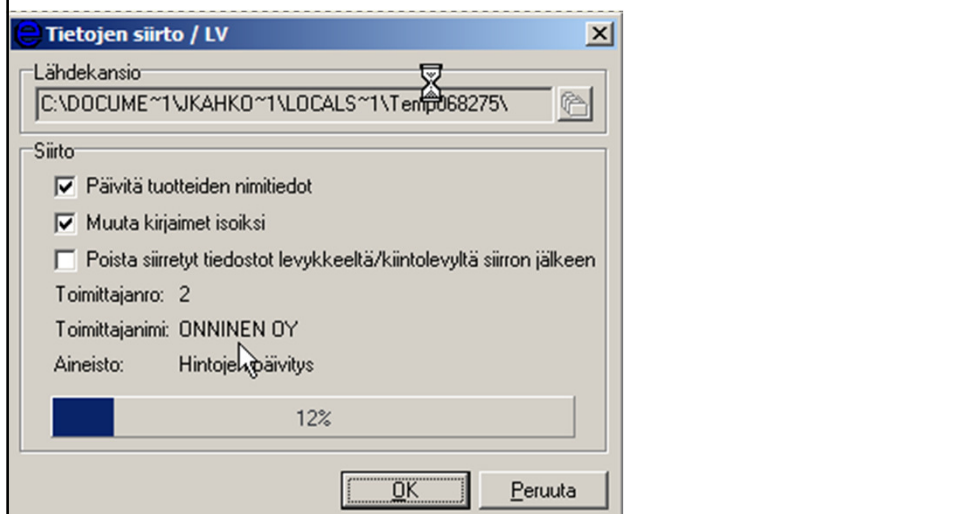 Tietojen siirto / LV
Lähdekansio
C:\DOCUME~1\JKAHKO~1\LOCALS~1\Temp068275\
Siirto
Päivitä tuotteiden nimitiedot
Muuta kirjaimet isoiksi
Poista siirretyt tiedostot levykkeeltä/kiintolevyltä siirron jälkeen
Toimittajanro: 2
Toimittajanimi: ONNINEN OY
Aineisto: Hintojen päivitys
12%
OK Peruuta